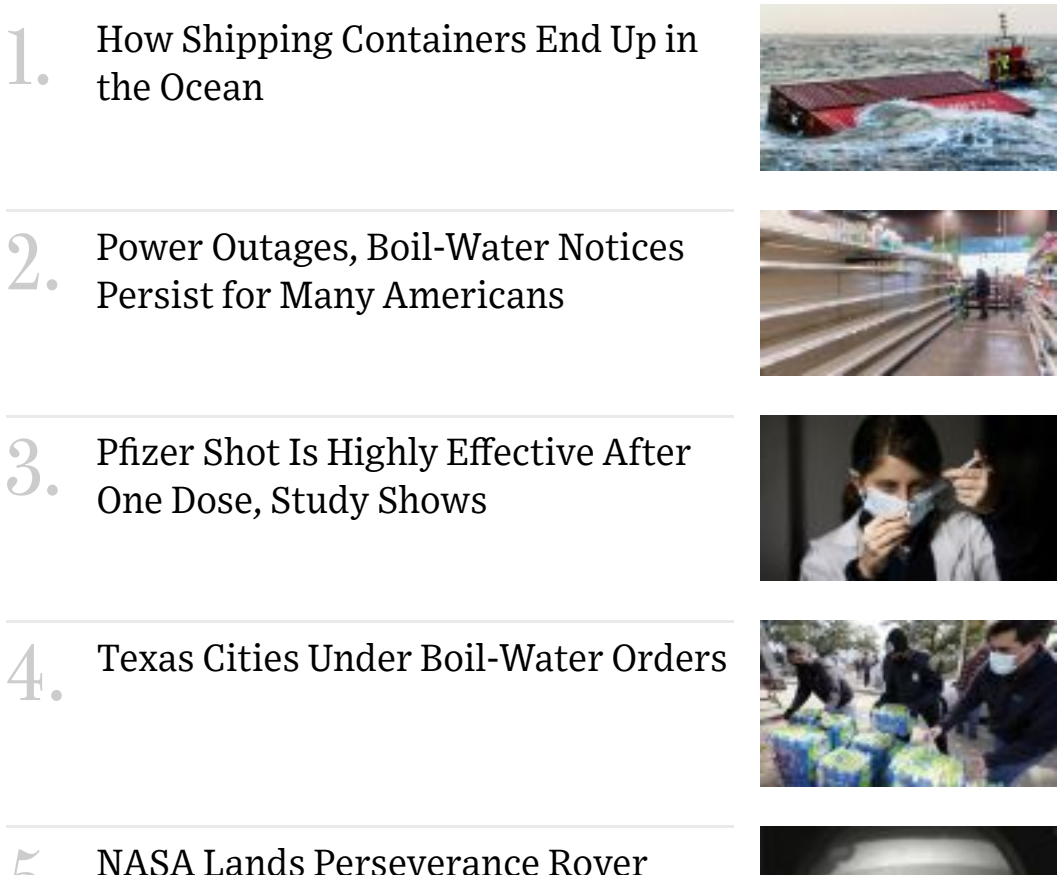 1.
How Shipping Containers End Up in
the Ocean
2.
Power Outages, Boil-Water Notices
Persist for Many Americans
3.
Pfizer Shot Is Highly Effective After
One Dose, Study Shows
4.
Texas Cities Under Boil-Water Orders
5.
NASA Lands Perseverance Rover